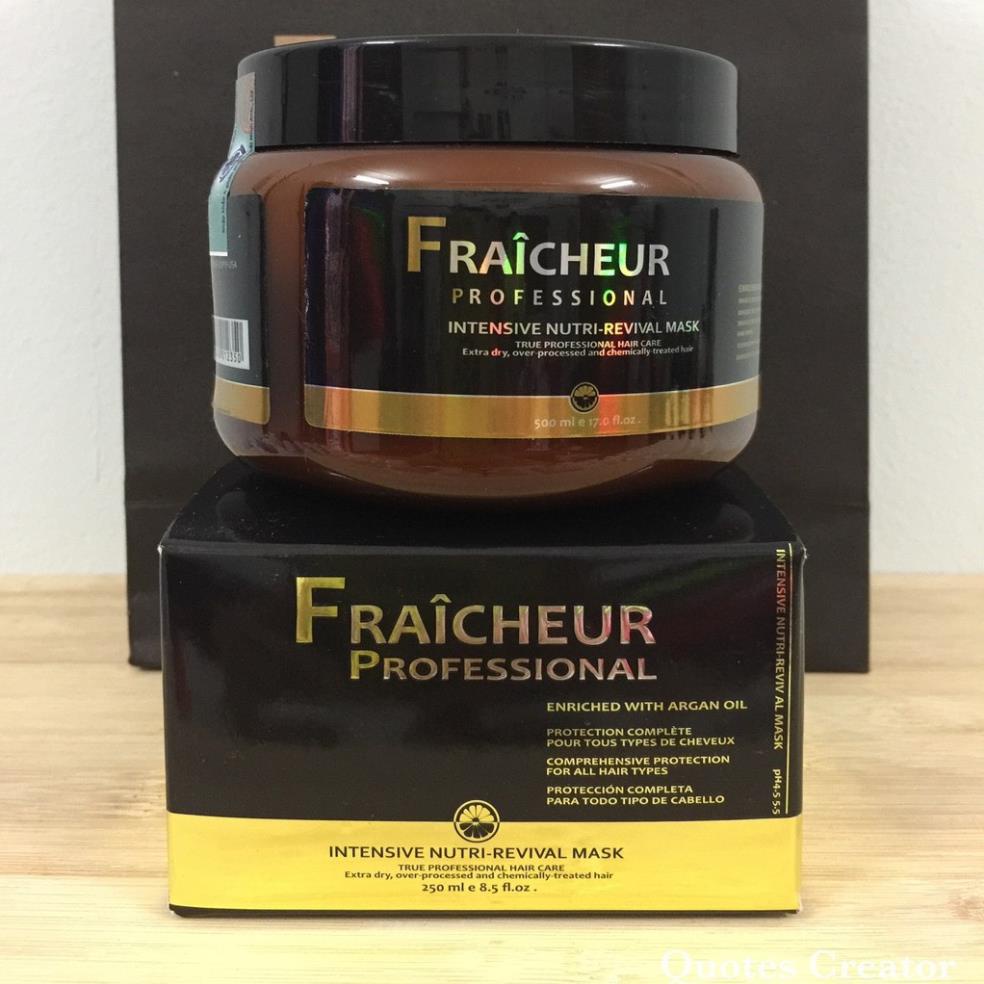 FRAÎCHEUR
PROFESSIONAL
INTENSIVE NUTRI-REVIVAL MASK
TRUE PROFESSIONAL HAIR CARE
Extra dry, over-processed and chemically-treated hair
500 ml e 17.0 fl.oz .
FRAÎCHEUR
PROFESSIONAL
ENRICHED WITH ARGAN OIL
PROTECTION COMPLÈTE
POUR TOUS TYPES DE CHEVEUX
COMPREHENSIVE PROTECTION
FOR ALL HAIR TYPES
PROTECCIÓN COMPLETA
PARA TODO TIPO DE CABELLO
INTENSIVE NUTRI-REVIVAL MASK
TRUE PROFESSIONAL HAIR CARE
Extra dry, over-processed and chemically-treated hair
250 ml e 8.5 fl.oz .
INTENSIVE NUTRI-REVIV AL MASK pH4.5 5.5
Quotes Creator